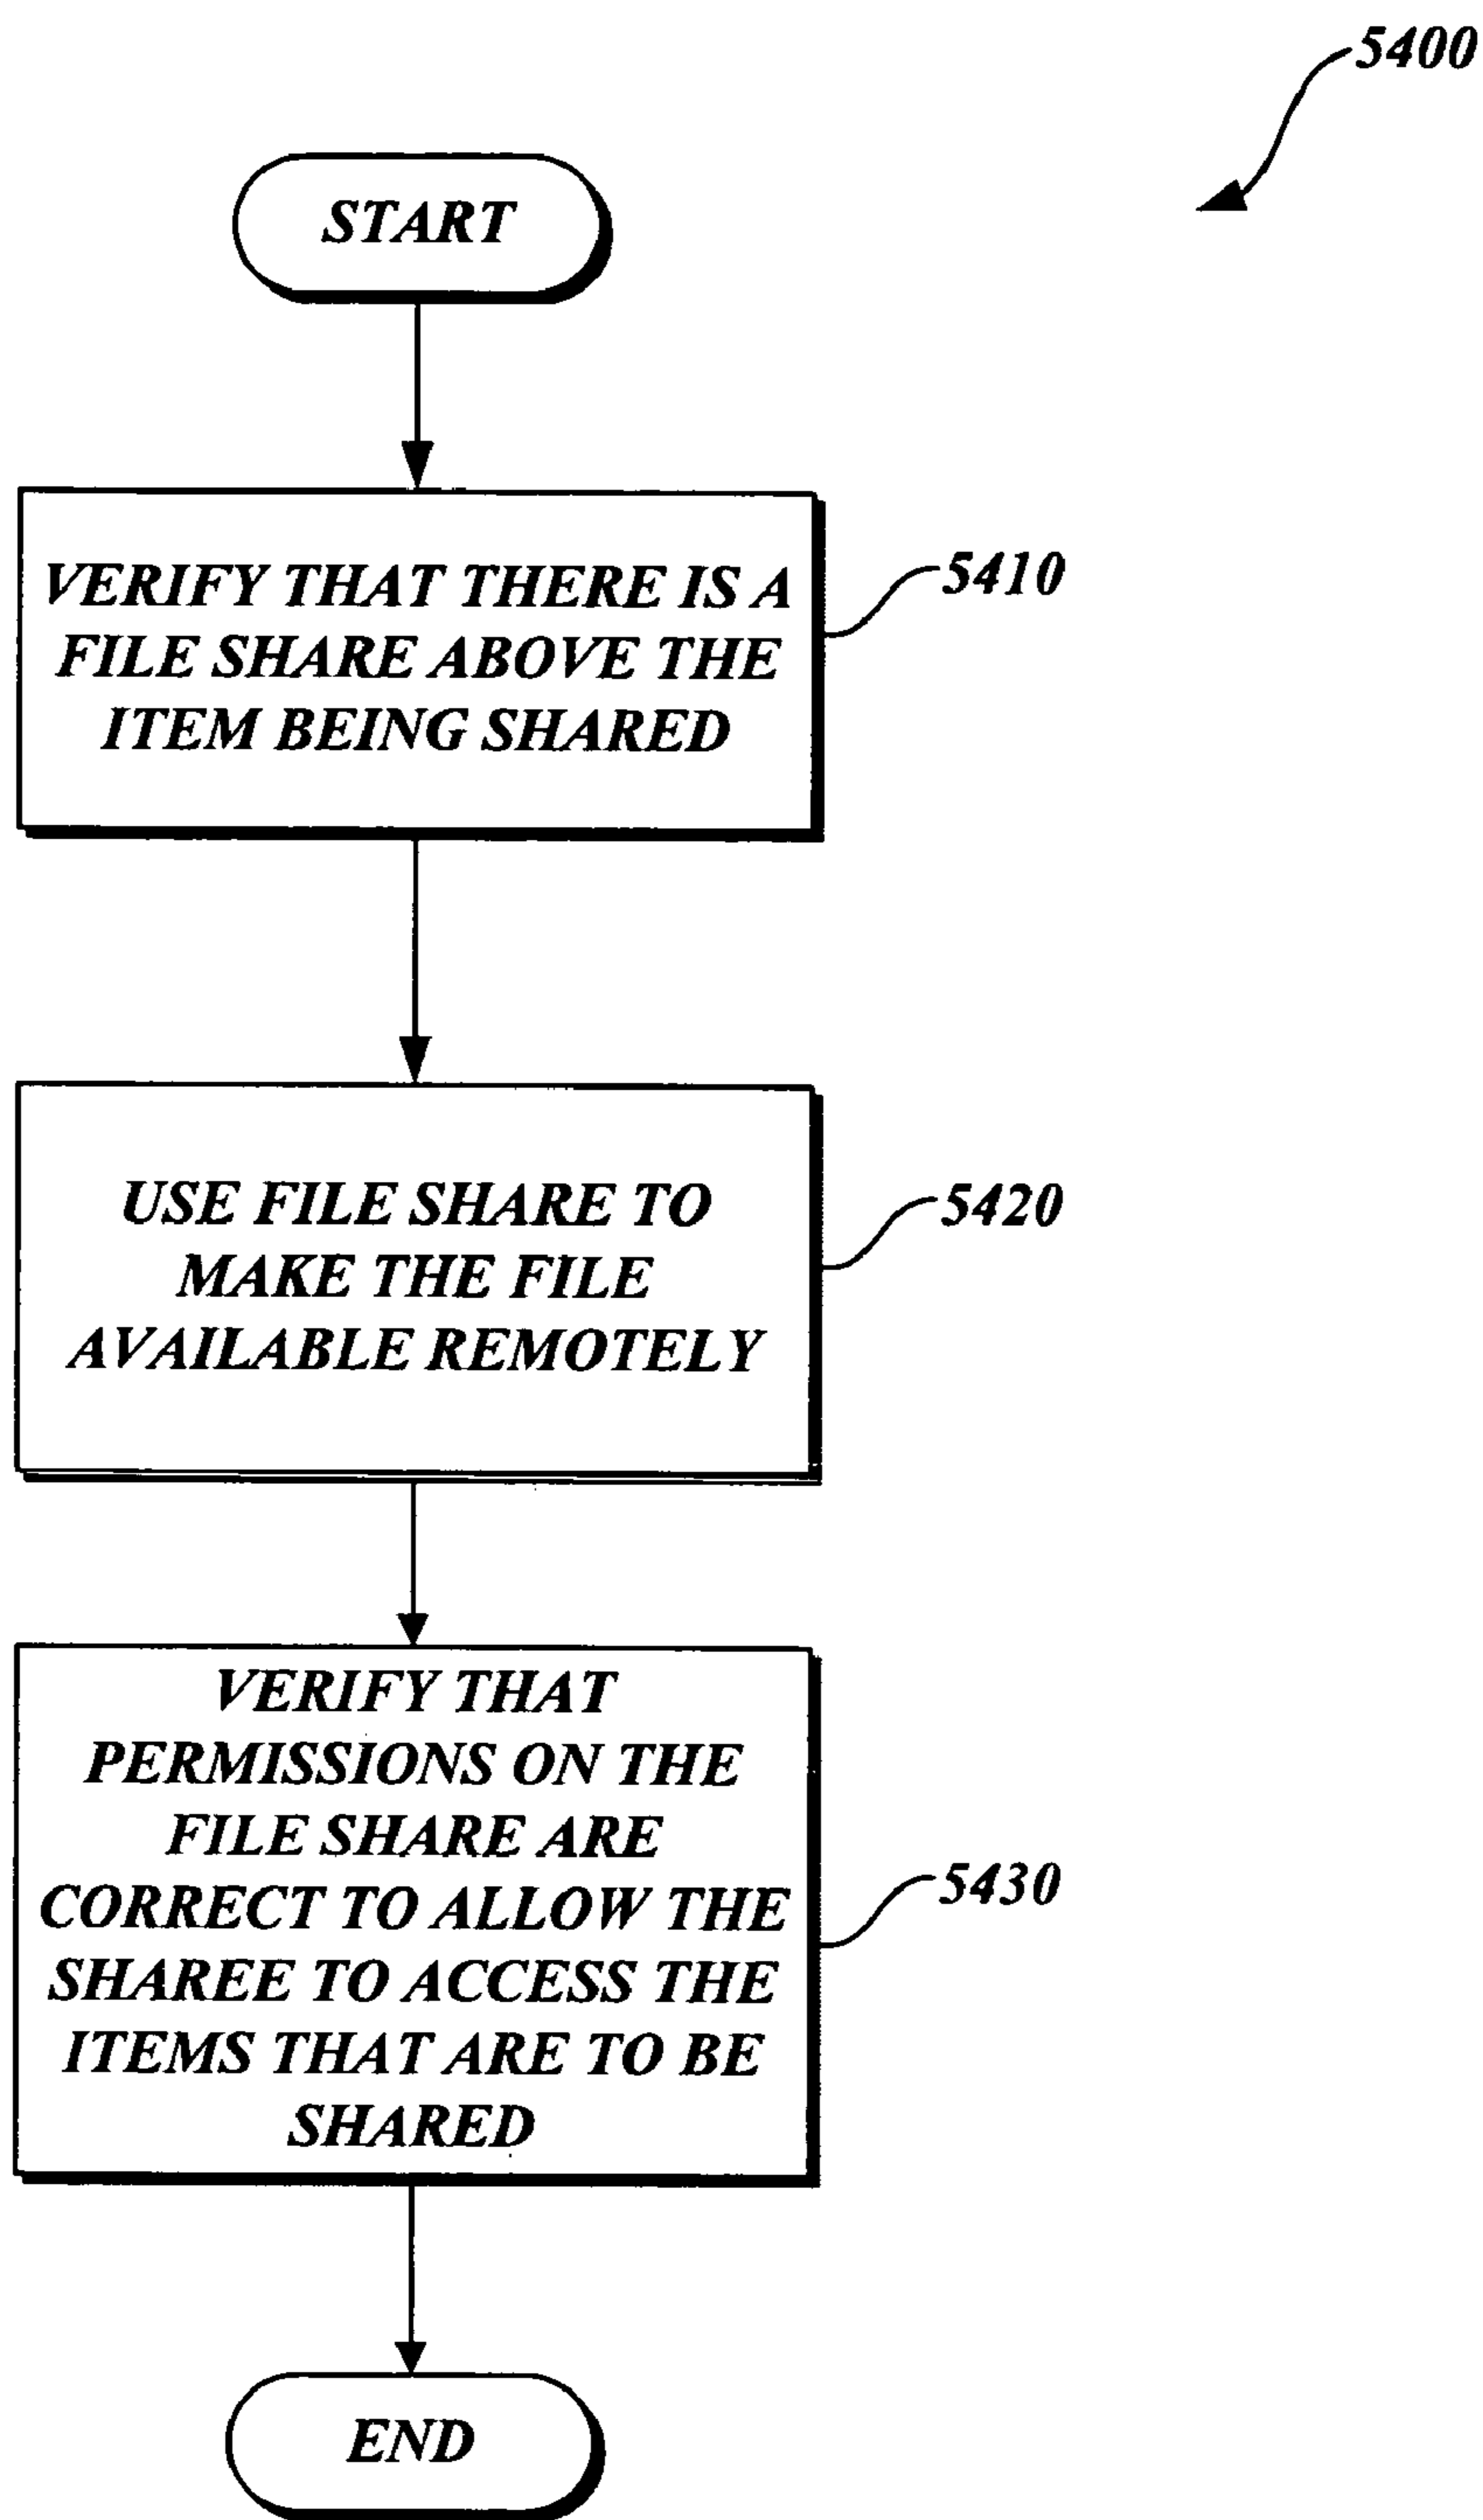 5400
START
VERIFY THAT THERE IS A
FILE SHARE ABOVE THE
ITEM BEING SHARED
5410
USE FILE SHARE TO
MAKE THE FILE
AVAILABLE REMOTELY
5420
VERIFY THAT
PERMISSIONS ON THE
FILE SHARE ARE
CORRECT TO ALLOW THE
SHAREE TO ACCESS THE
ITEMS THAT ARE TO BE
SHARED
5430
END